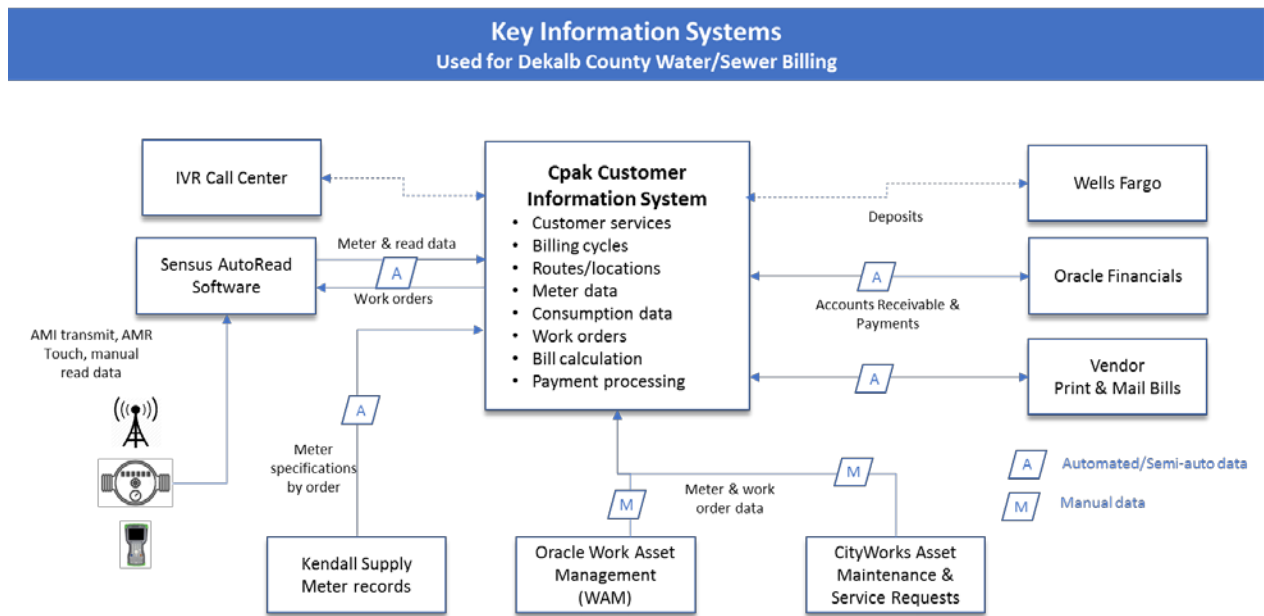 Key Information Systems
Used for Dekalb County Water/Sewer Billing
IVR Call Center
Cpak Customer
Information System
• Customer services
• Billing cycles
• Routes/locations
• Meter data
• Consumption data
• Work orders
• Bill calculation
• Payment processing
Wells Fargo
Deposits
Meter & read data
A
Work orders
Sensus AutoRead
Software
Oracle Financials
A
Accounts Receivable &
Payments
AMI transmit, AMR
Touch, manual
read data
Vendor
Print & Mail Bills
A
A
Meter
specifications
by order
Meter & work
order data
M
M
A
Automated/Semi-auto data
M
Manual data
Kendall Supply
Meter records
Oracle Work Asset
Management
(WAM)
CityWorks Asset
Maintenance &
Service Requests